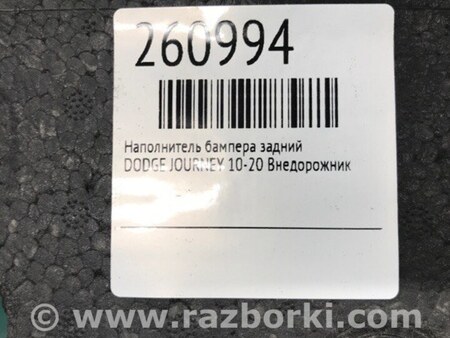 260994
Наполнитель бампера задний
DODGE JOURNEY 10-20 Внедорожник
www.razborki.com